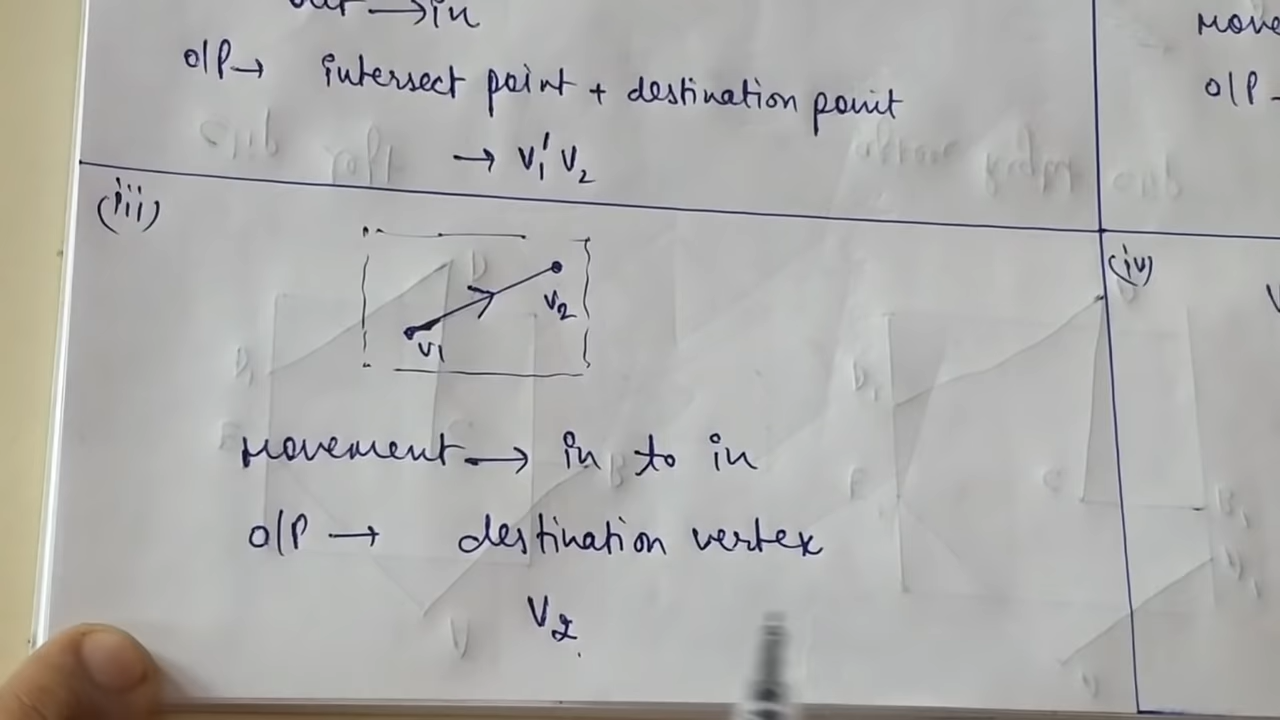 → in
o/p → intersect point + destination point
→ V₁' V₂
(iii)
V₂
V1
Movement → in to in
o/p → destination vertex
V₂
Move
o/p
(iv)
V